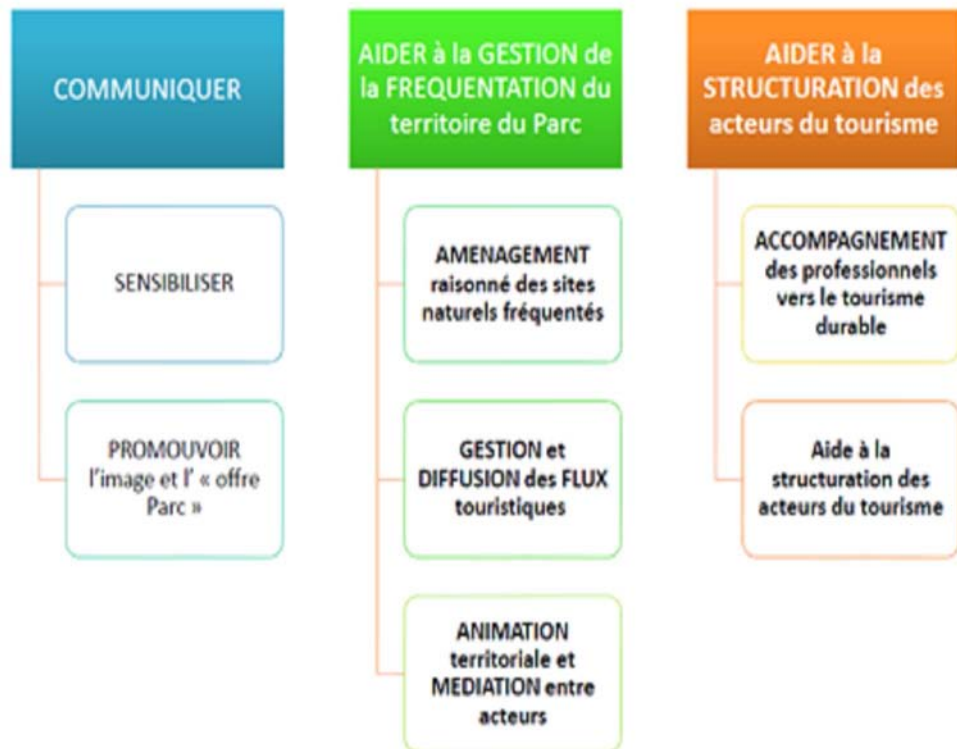 COMMUNIQUER
SENSIBILISER
PROMOUVOIR
l'image et l' « offre
Parc »
AIDER à la GESTION de
la FREQUENTATION du
territoire du Parc
AMENAGEMENT
raisonné des sites
naturels fréquentés
GESTION et
DIFFUSION des FLUX
touristiques
ANIMATION
territoriale et
MEDIATION entre
acteurs
AIDER à la
STRUCTURATION des
acteurs du tourisme
ACCOMPAGNEMENT
des professionnels
vers le tourisme
durable
Aide à la
structuration des
acteurs du tourisme